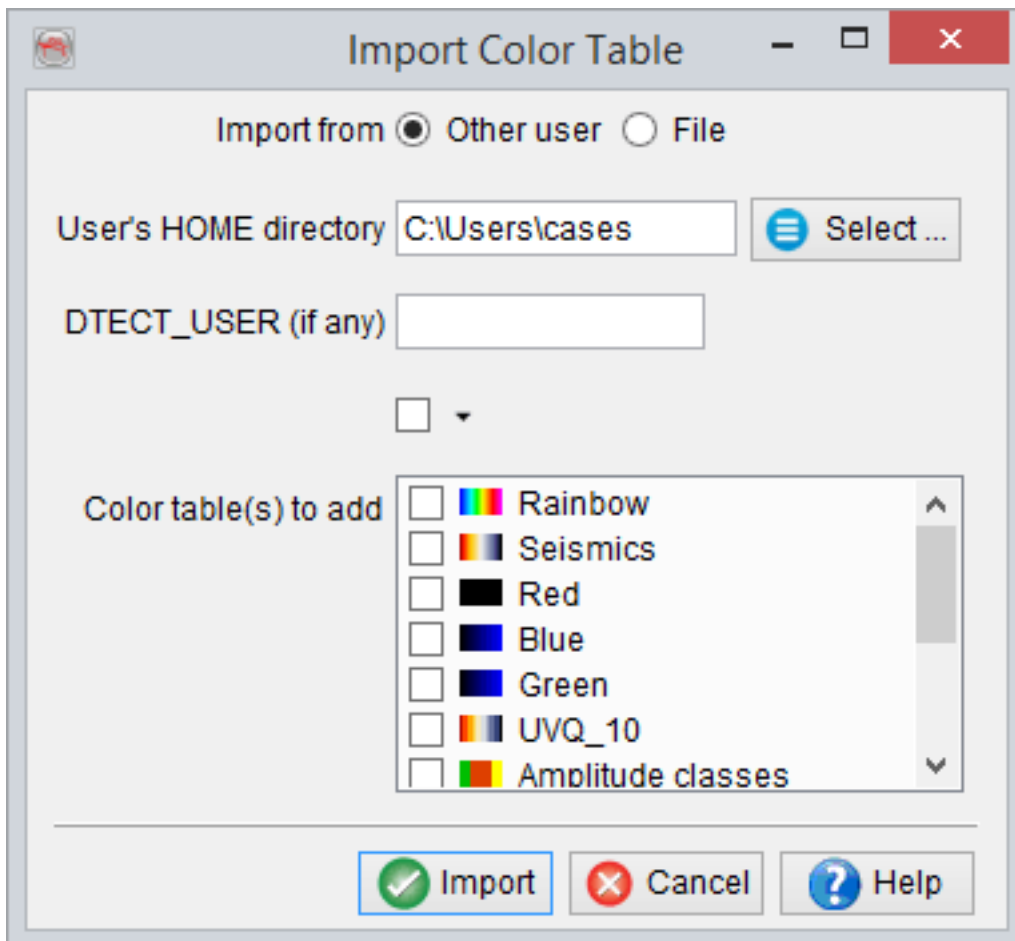 Import Color Table
Import from Other user File
User's HOME directory C:\Users\cases Select ...
DTECT_USER (if any)
Color table(s) to add
Rainbow
Seismics
Red
Blue
Green
UVQ_10
Amplitude classes
Import Cancel Help